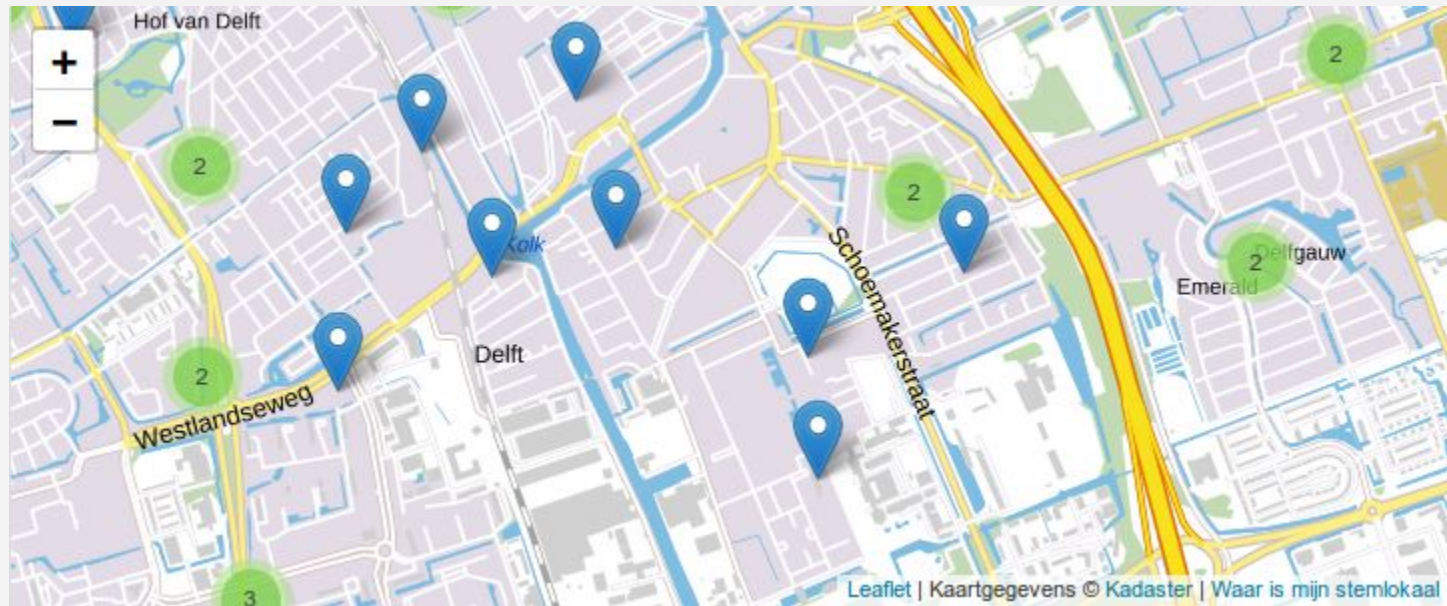 Hof van Delft
+
−
2
2
2
Kolk
2
Delfgauw
Emerald
Schoemakerstraat
Delft
2
2
Westlandseweg
3
Leaflet | Kaartgegevens © Kadaster | Waar is mijn stemlokaal